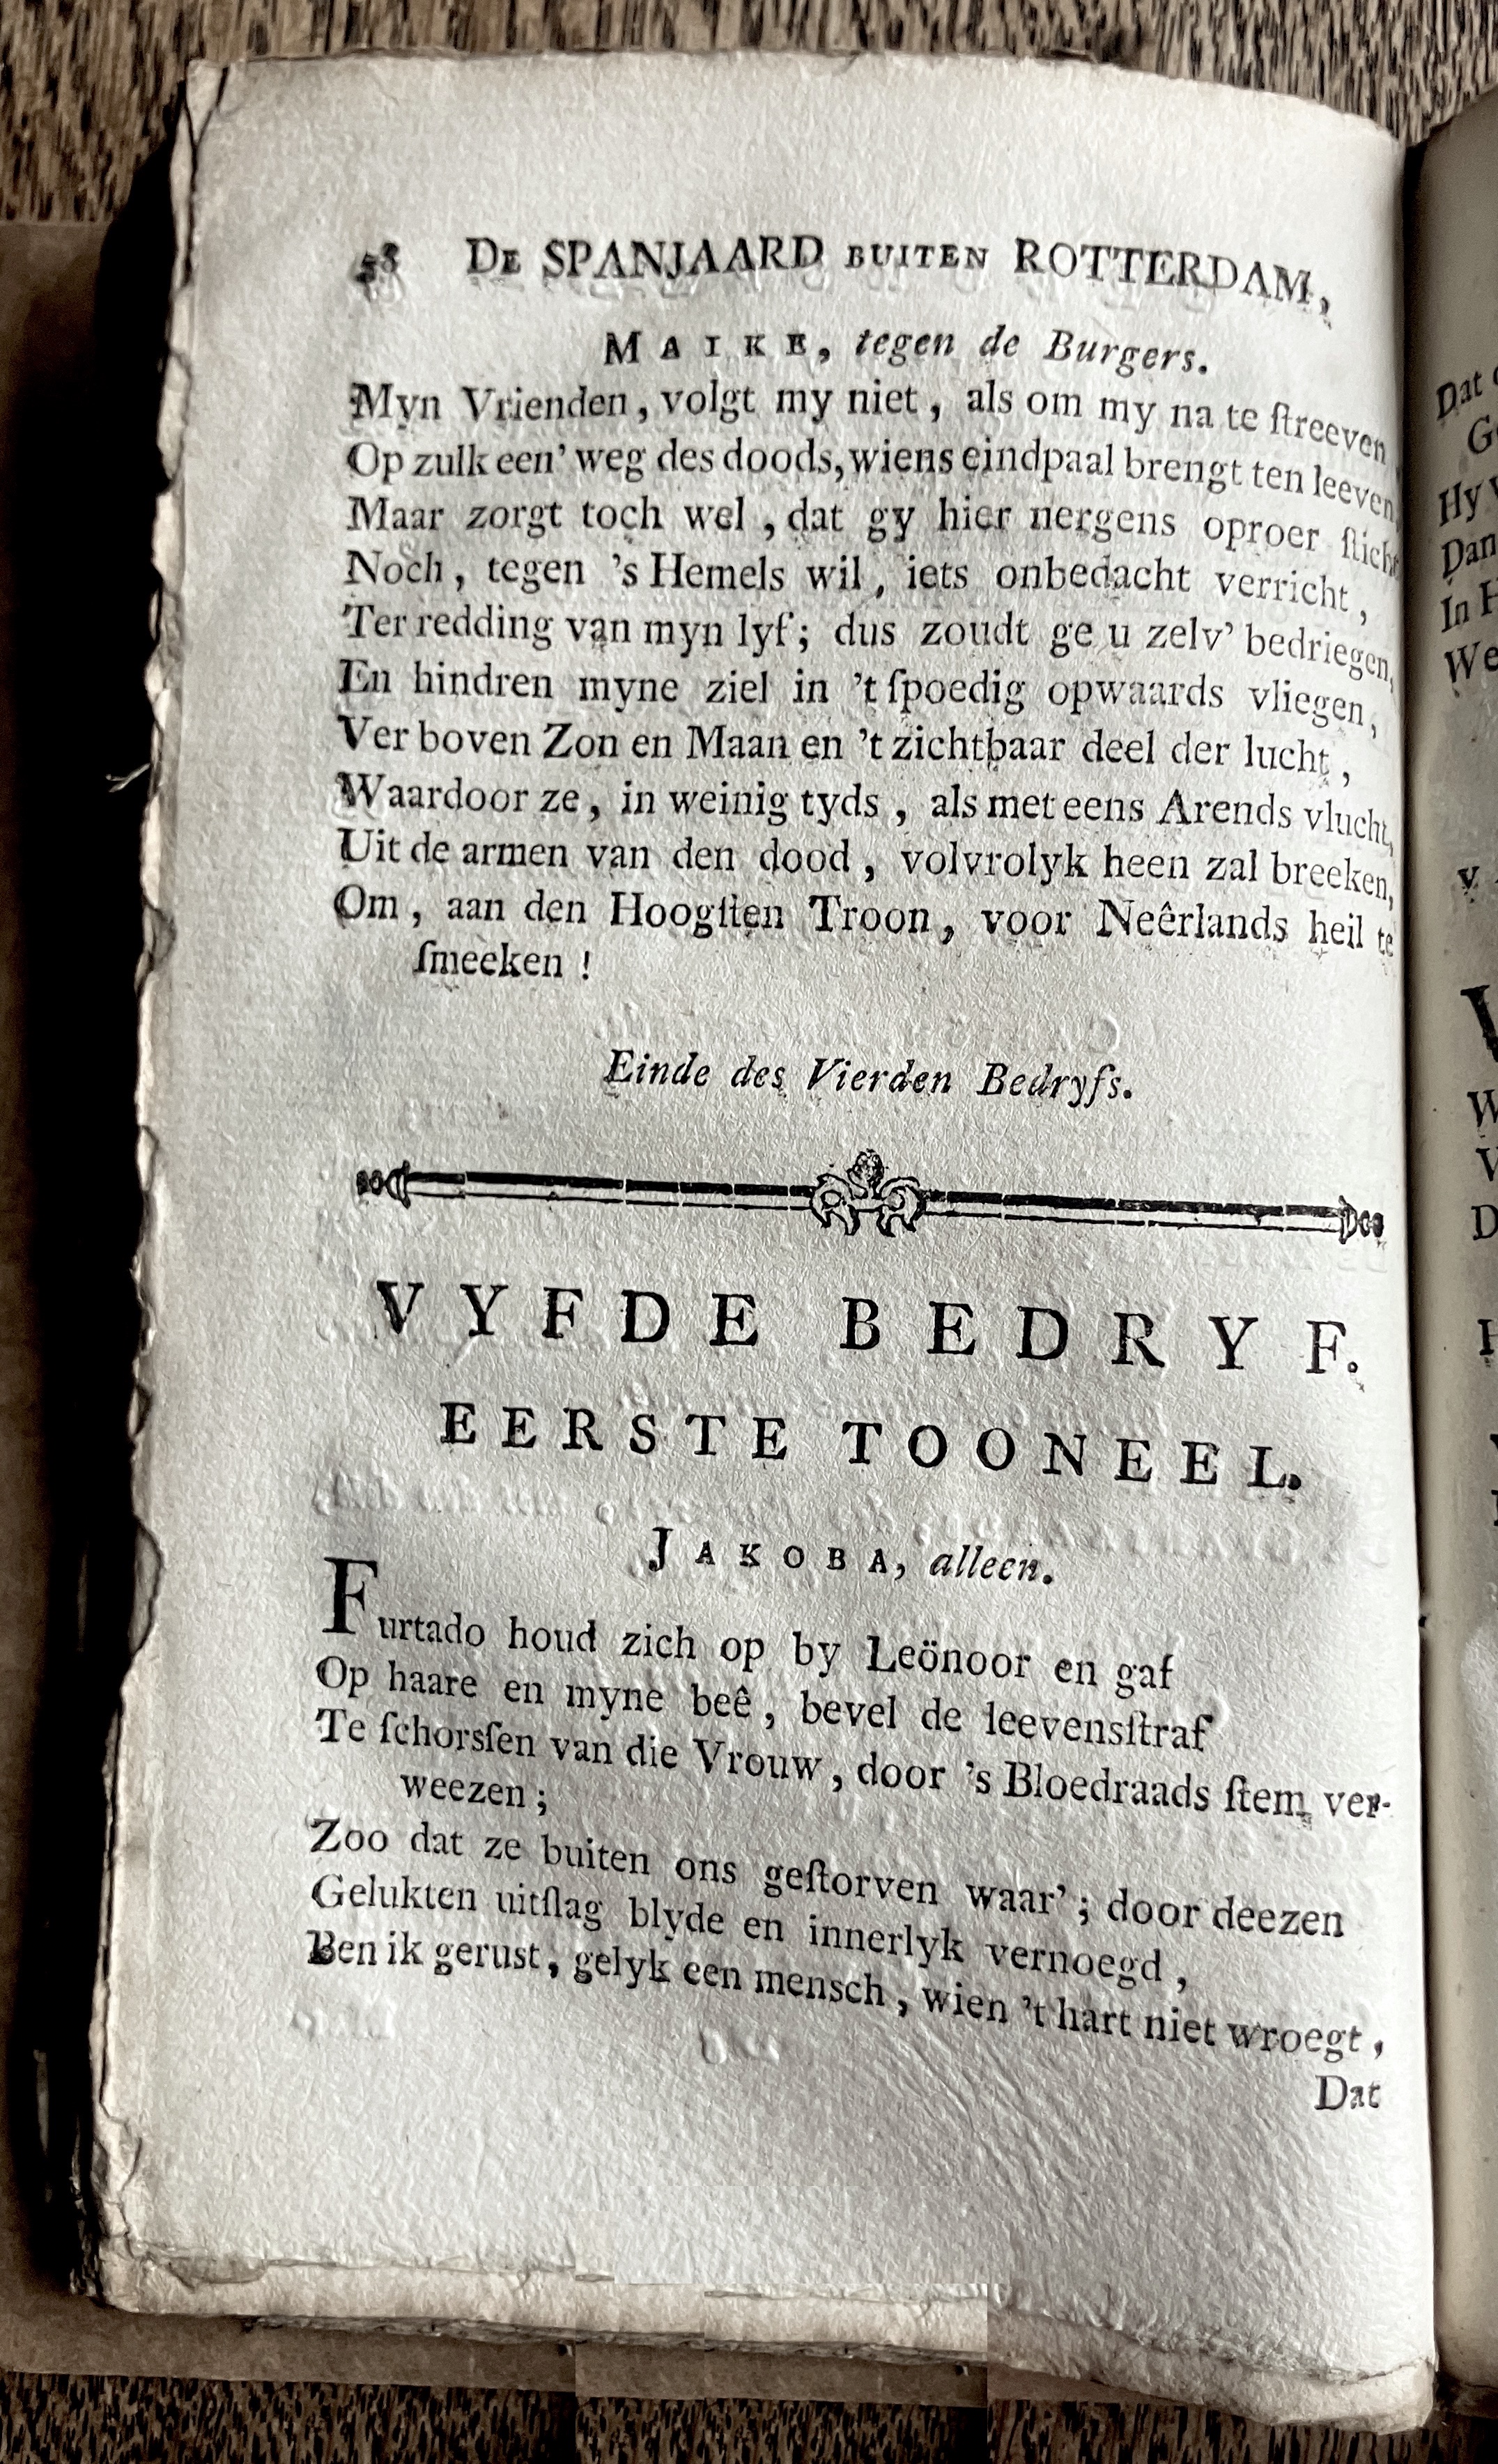 58 De SPANJAARD BUITEN ROTTERDAM,
MAIKE, tegen de Burgers.
Myn Vrienden, volgt my niet, als om my na te ſtreeven
Op zulk een' weg des doods, wiens eindpaal brengt ten leeven
Maar zorgt toch wel, dat gy hier nergens oproer ſticht
Noch, tegen 's Hemels wil, iets onbedacht verricht,
Ter redding van myn lyf; dus zoudt ge u zelv' bedriegen,
En hindren myne ziel in 't ſpoedig opwaards vliegen,
Ver boven Zon en Maan en 't zichtbaar deel der lucht,
Waardoor ze, in weinig tyds, als met eens Arends vlucht,
Uit de armen van den dood, volvrolyk heen zal breeken,
Om, aan den Hoogſten Troon, voor Neêrlands heil te
ſmeeken!
Einde des Vierden Bedryfs.
VYFDE BEDRYF.
EERSTE TOONEEL.
JAKOBA, alleen.
Furtado houd zich op by Leönoor en gaf
Op haare en myne beê, bevel de leevensſtraf
Te ſchorsſen van die Vrouw, door 's Bloedraads ſtem ver-
weezen;
Zoo dat ze buiten ons geſtorven waar'; door deezen
Gelukten uitſlag blyde en innerlyk vernoegd,
Ben ik gerust, gelyk een mensch, wien 't hart niet wroegt,
Dat
Dat
Hy
Dan
In
We